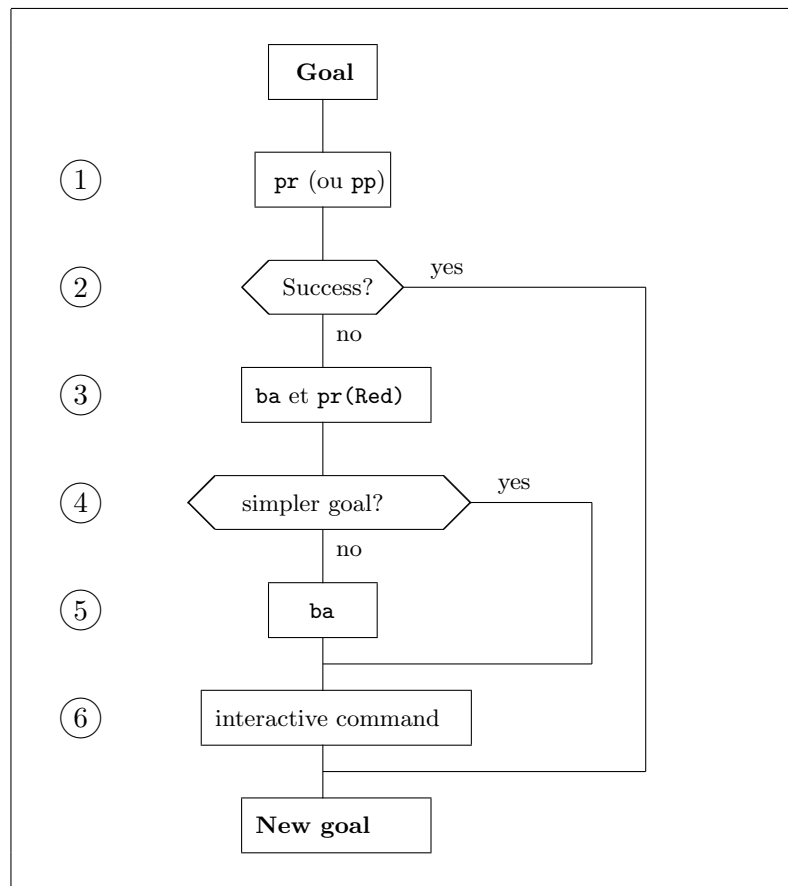 Goal
1
pr (ou pp)
2
Success?
yes
no
3
ba et pr(Red)
4
simpler goal?
yes
no
5
ba
6
interactive command
New goal